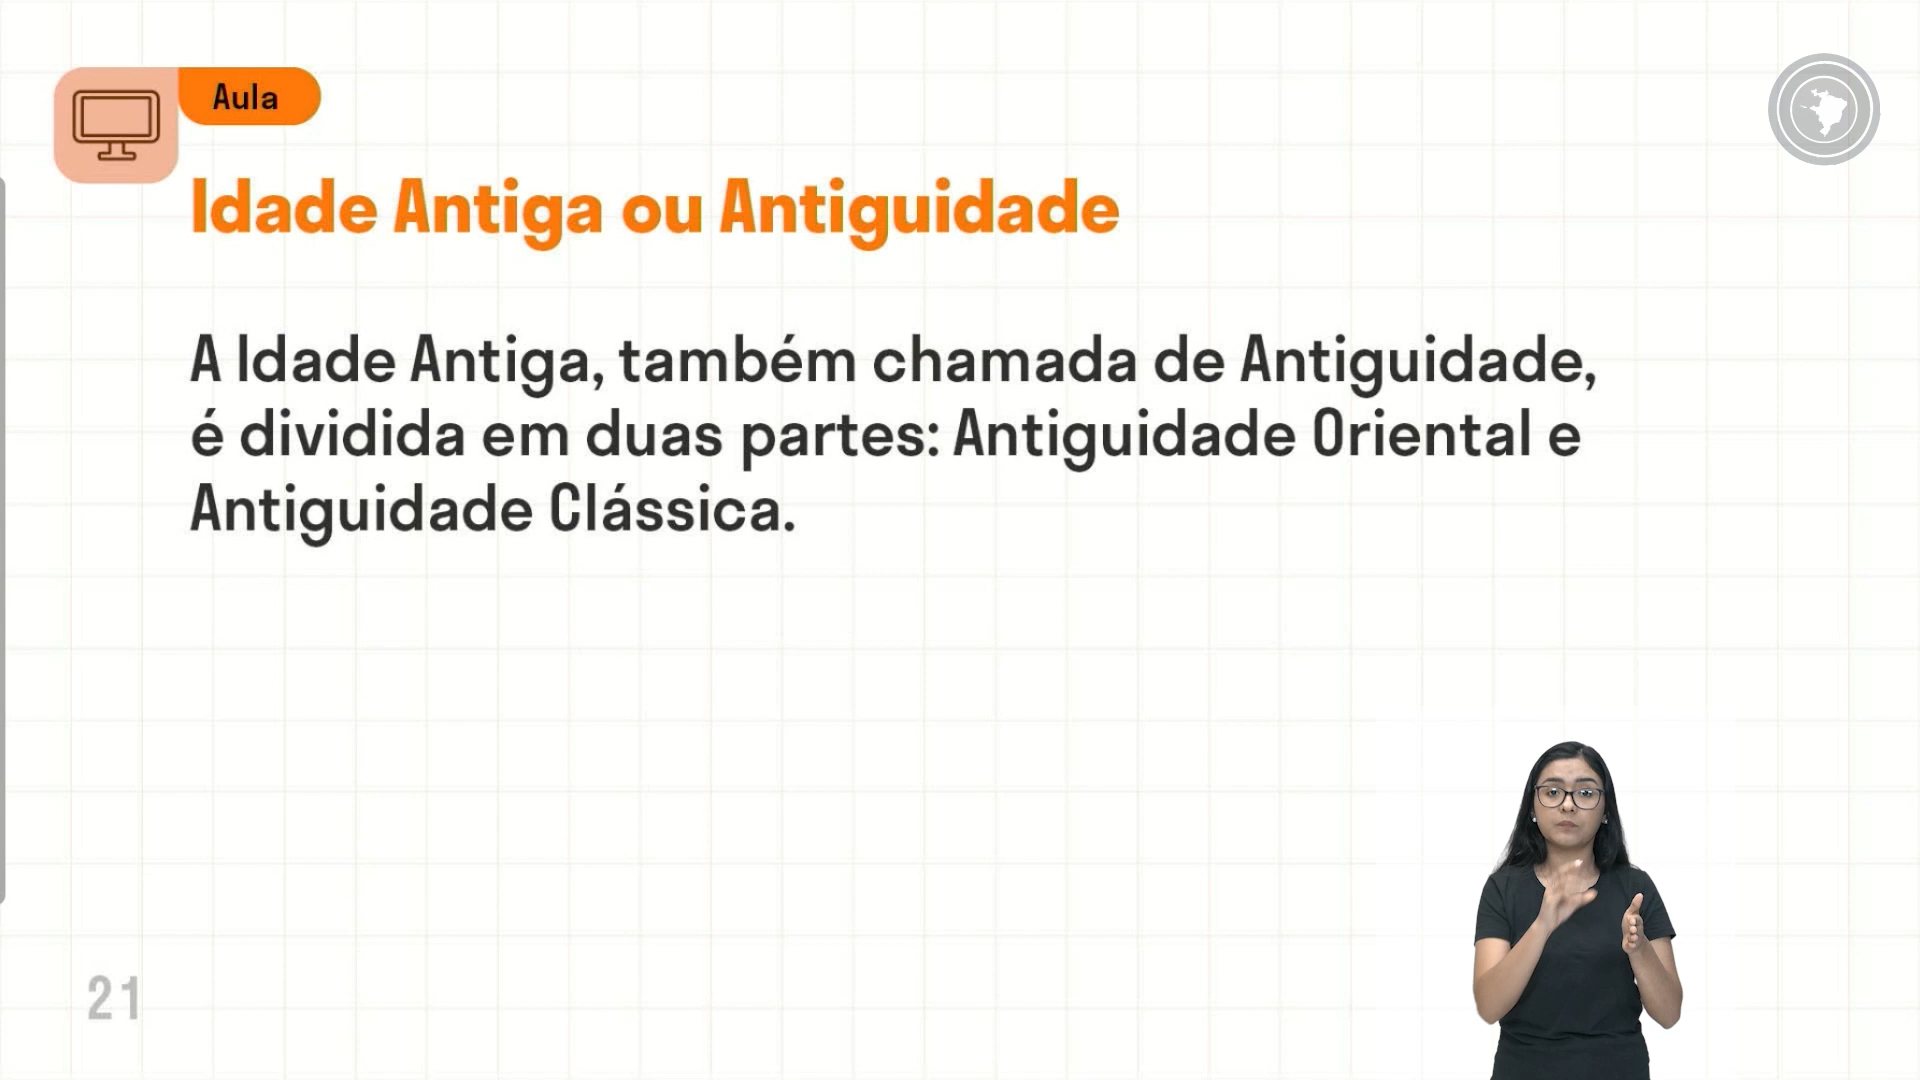 Aula
Idade Antiga ou Antiguidade
A Idade Antiga, também chamada de Antiguidade,
é dividida em duas partes: Antiguidade Oriental e
Antiguidade Clássica.
21